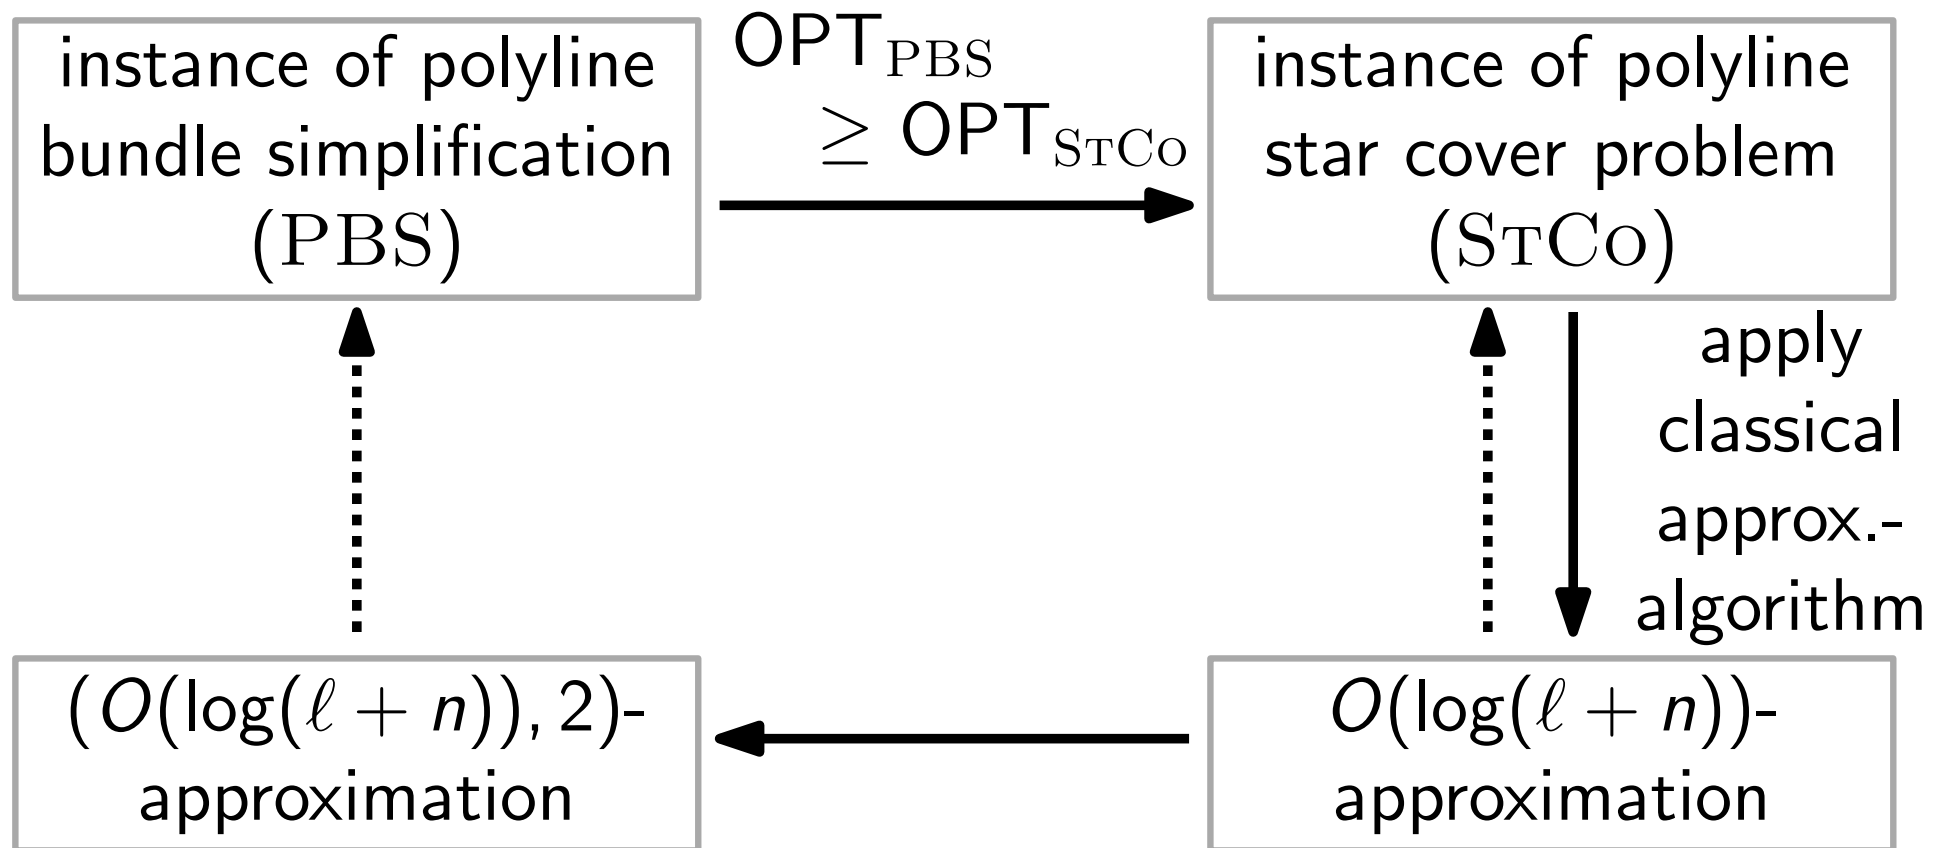 instance of polyline
bundle simplification
(PBS)
OPT_PBS
≥ OPT_STCO
instance of polyline
star cover problem
(STCO)
apply
classical
approx.-
algorithm
(O(log(ℓ + n)), 2)-
approximation
O(log(ℓ + n))-
approximation